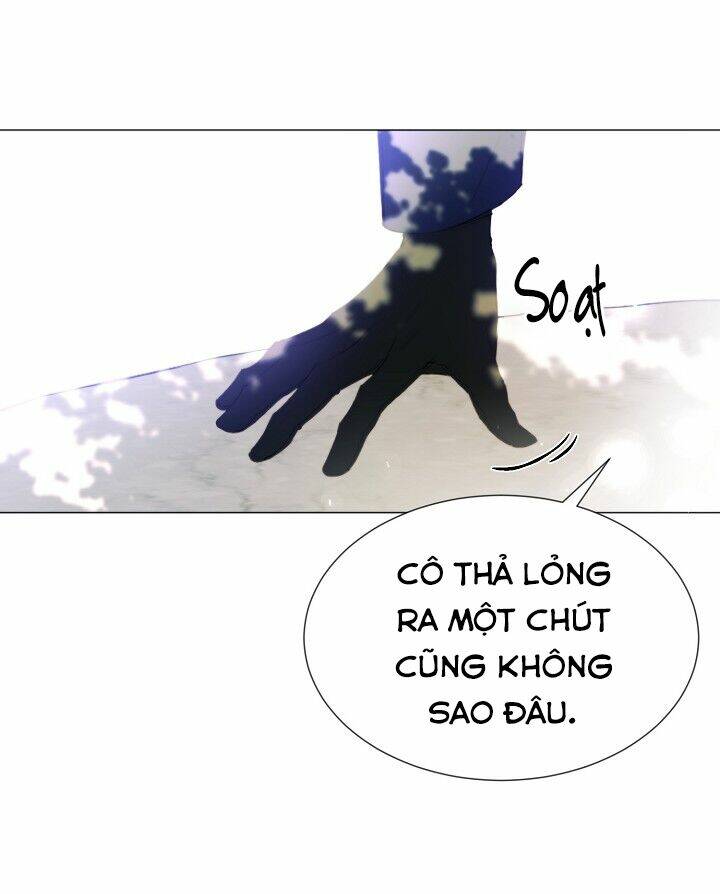 Soạt
CÔ THẢ LỎNG
RA MỘT CHÚT
CŨNG KHÔNG
SAO ĐÂU.